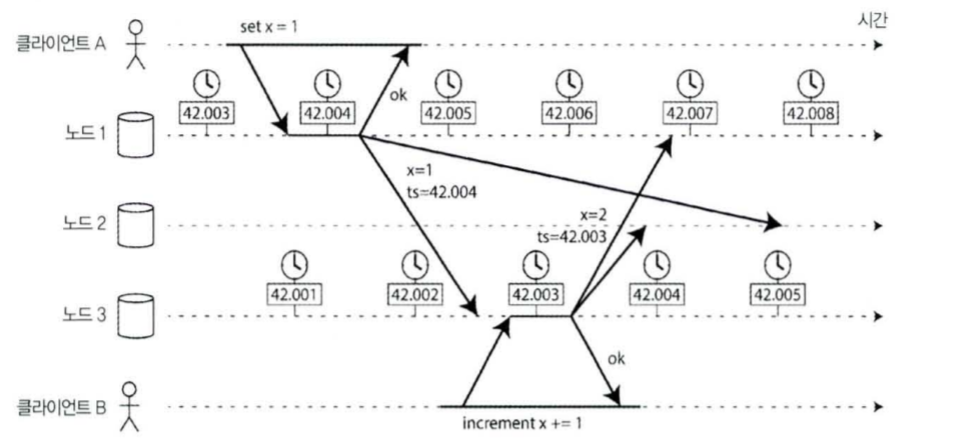 시간
set x = 1
클라이언트 A
ok
42.003 42.004 42.005 42.006 42.007 42.008
노드 1
x=1
ts=42.004
노드 2
x=2
ts=42.003
42.001 42.002 42.003 42.004 42.005
노드 3
ok
클라이언트 B
increment x += 1